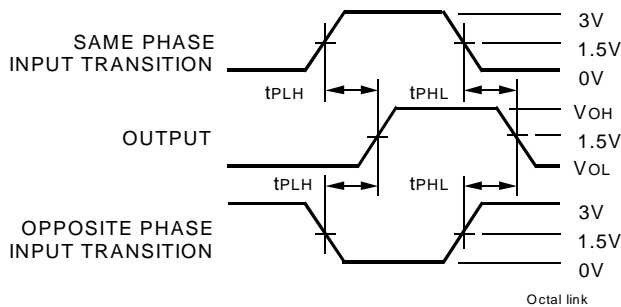 3V
SAME PHASE
INPUT TRANSITION
1.5V
0V
tPLH
tPHL
VOH
OUTPUT
1.5V
VOL
tPLH
tPHL
3V
OPPOSITE PHASE
INPUT TRANSITION
1.5V
0V
Octal link